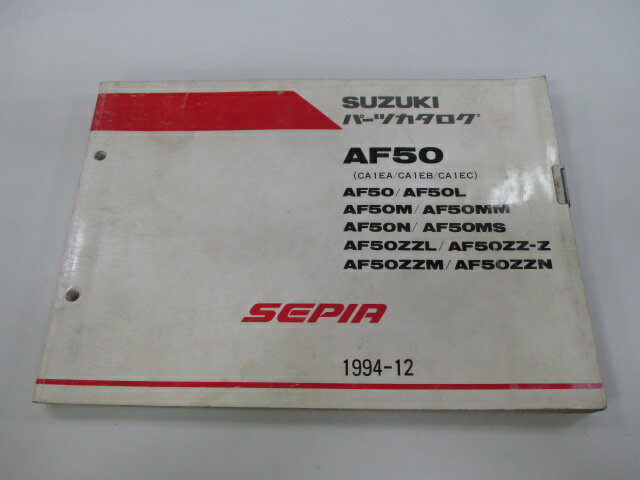 SUZUKI
パーツカタログ
AF50
(CA1EA/CA1EB/CA1EC)
AF50/AF50L
AF50M/AF50MM
AF50N/AF50MS
AF50ZZL/AF50ZZ-Z
AF50ZZM/AF50ZZN
SEPIA
1994-12